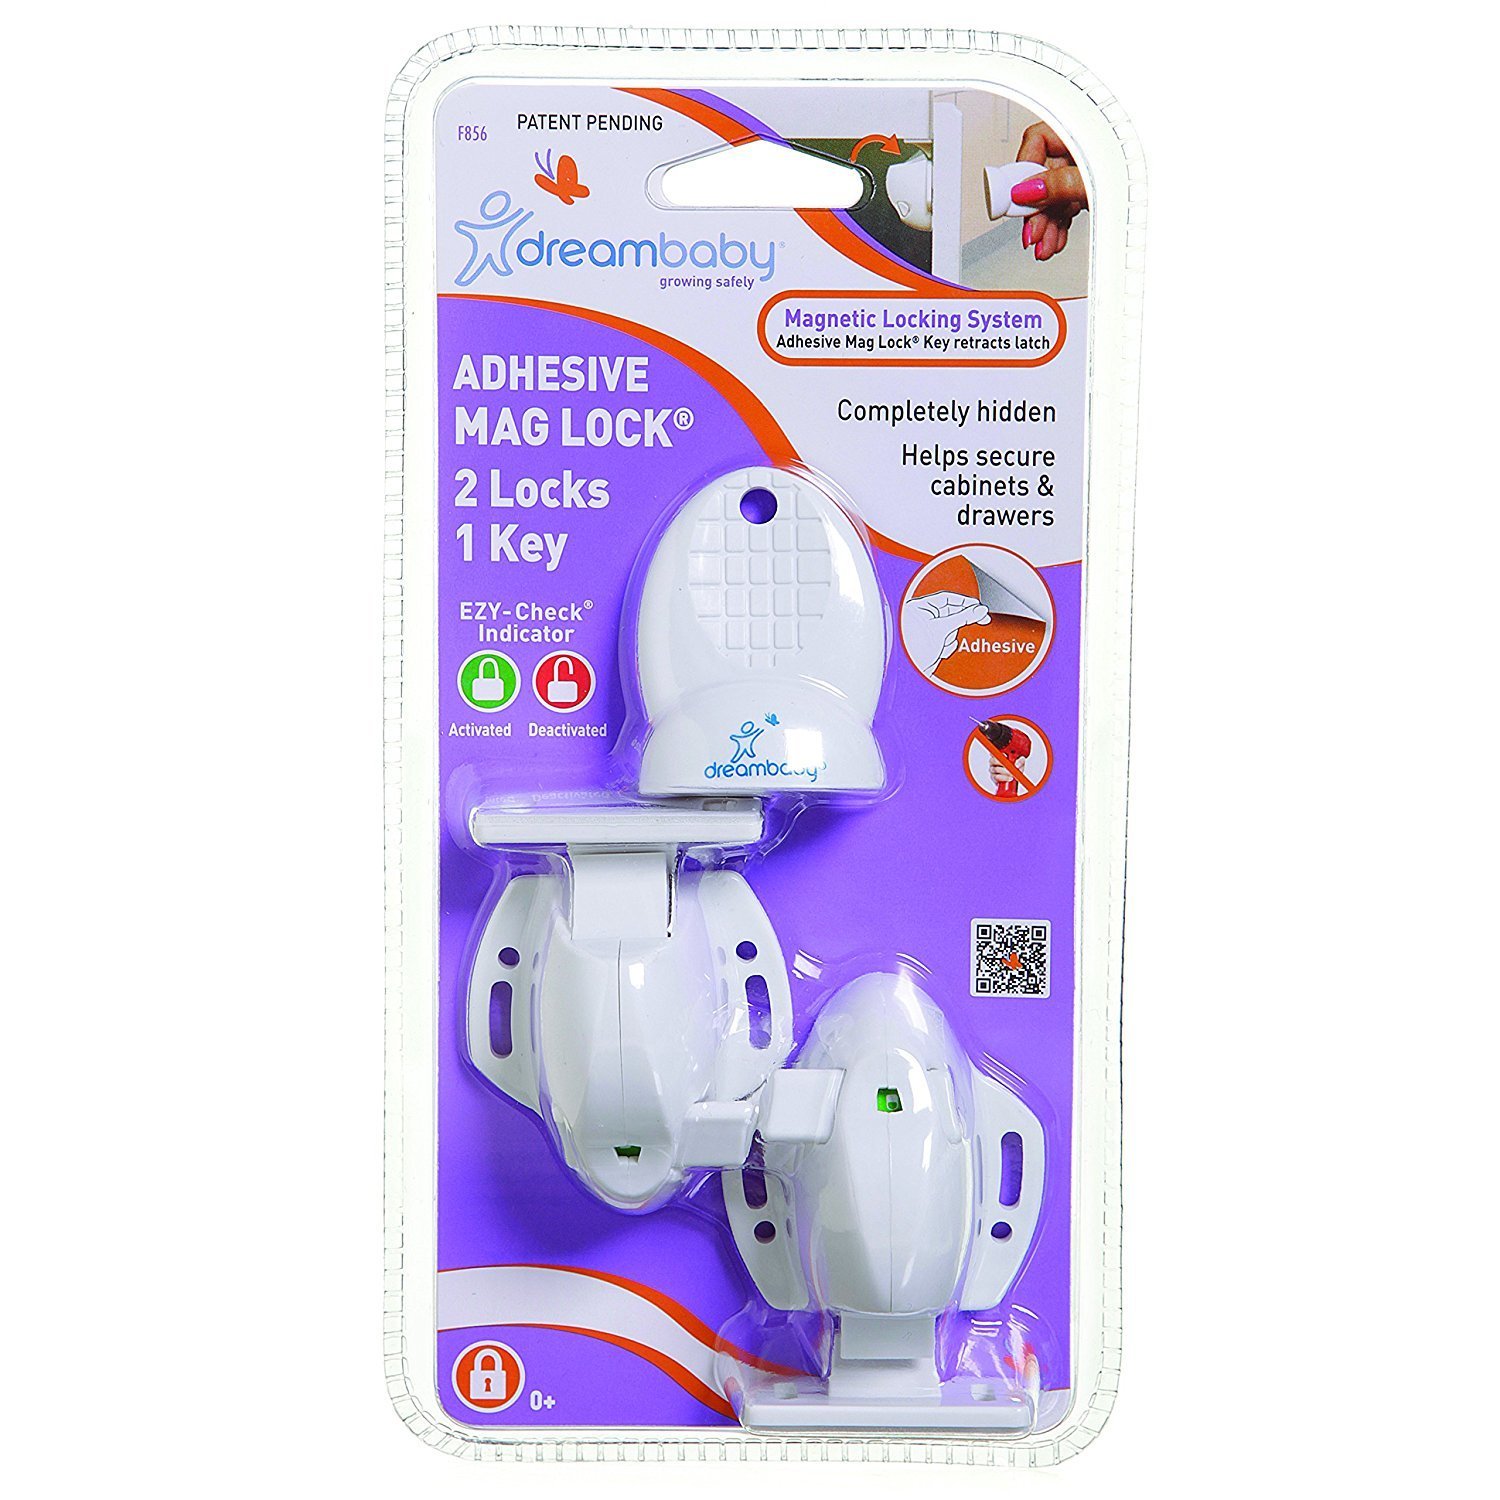 F856
PATENT PENDING
dreambaby®
growing safely
Magnetic Locking System
Adhesive Mag Lock® Key retracts latch
ADHESIVE
MAG LOCK®
2 Locks
1 Key
Completely hidden
Helps secure
cabinets &
drawers
EZY-Check®
Indicator
Activated
Deactivated
Adhesive
dreambaby®
Deactivated
0+